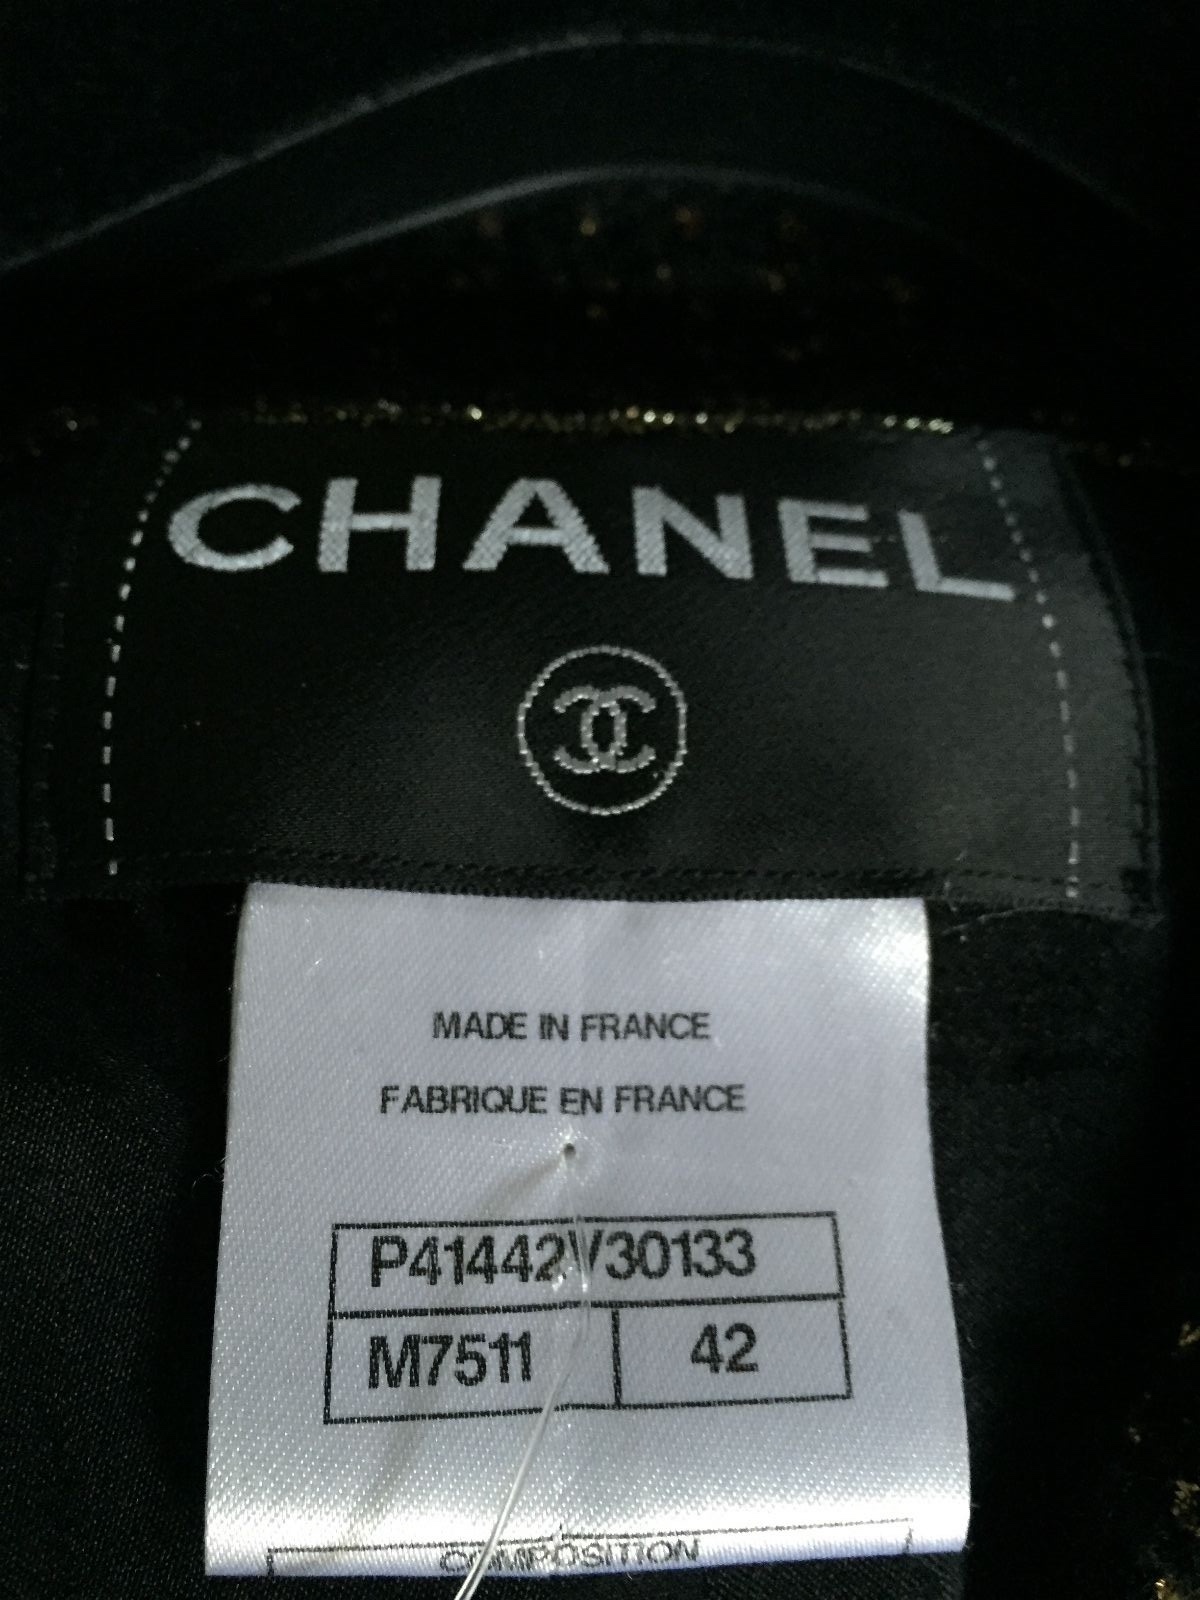 CHANEL
MADE IN FRANCE
FABRIQUE EN FRANCE
P41442V30133
M7511 42
COMPOSITION